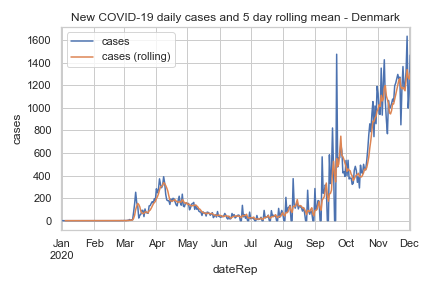 New COVID-19 daily cases and 5 day rolling mean - Denmark
cases
cases (rolling)
1600
1400
1200
1000
800
600
400
200
0
cases
Jan Feb Mar Apr May Jun Jul Aug Sep Oct Nov Dec
2020
dateRep